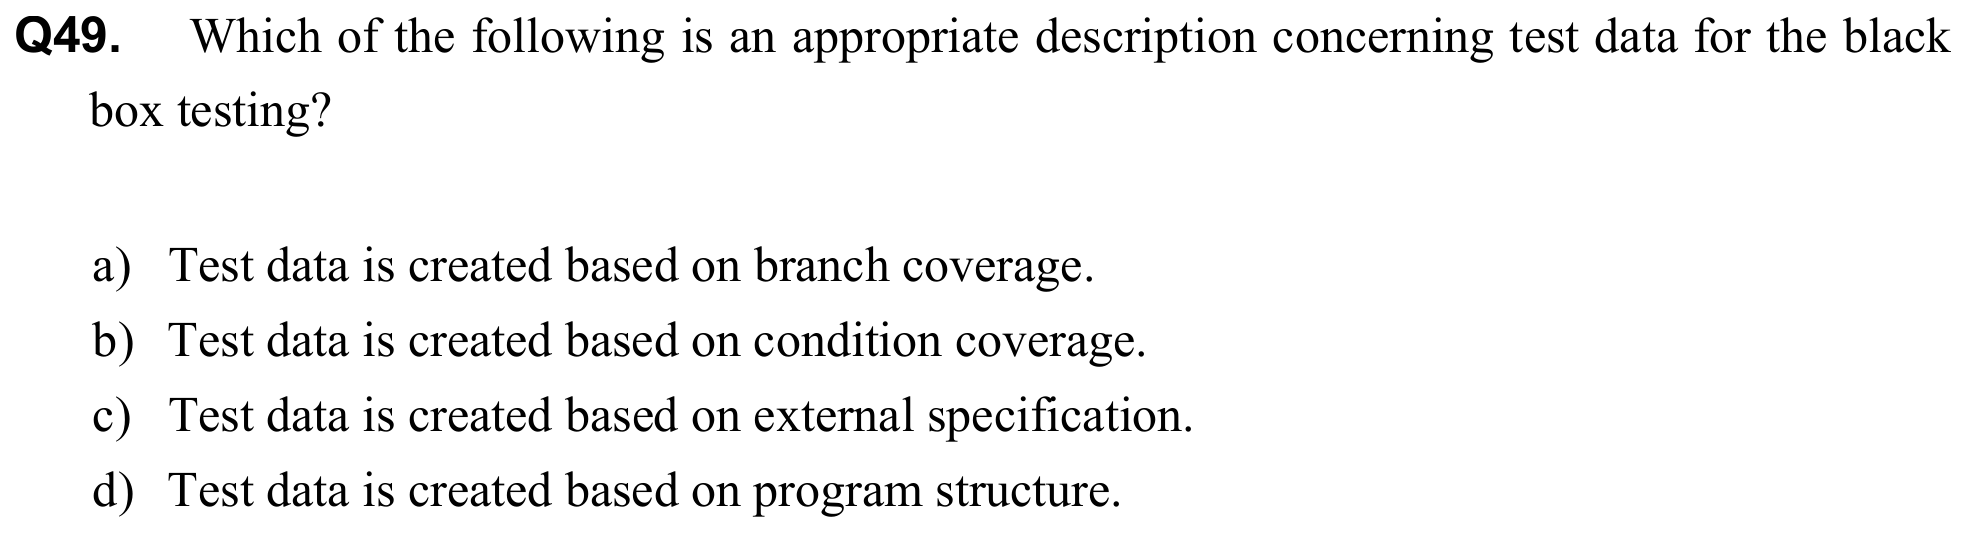 Q49. Which of the following is an appropriate description concerning test data for the black
box testing?
a) Test data is created based on branch coverage.
b) Test data is created based on condition coverage.
c) Test data is created based on external specification.
d) Test data is created based on program structure.